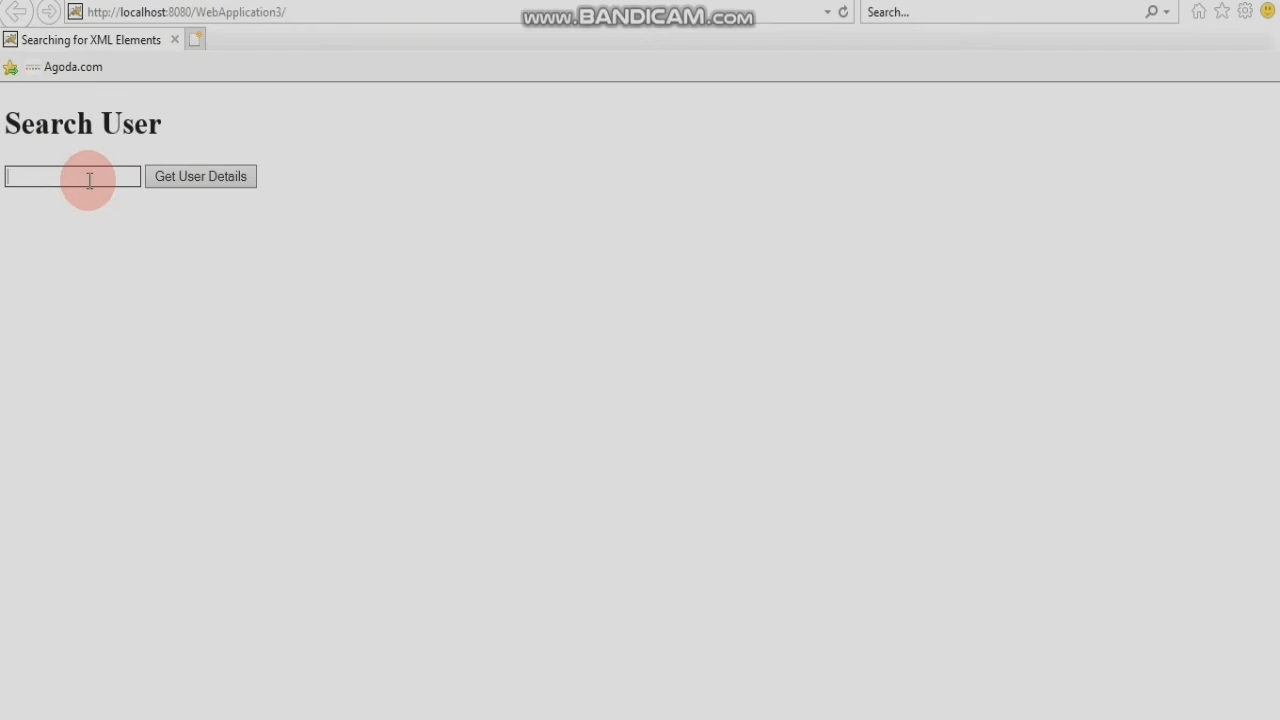 http://localhost:8080/WebApplication3/
www.BANDICAM.com
Search...
Searching for XML Elements
Agoda.com
Search User
Get User Details